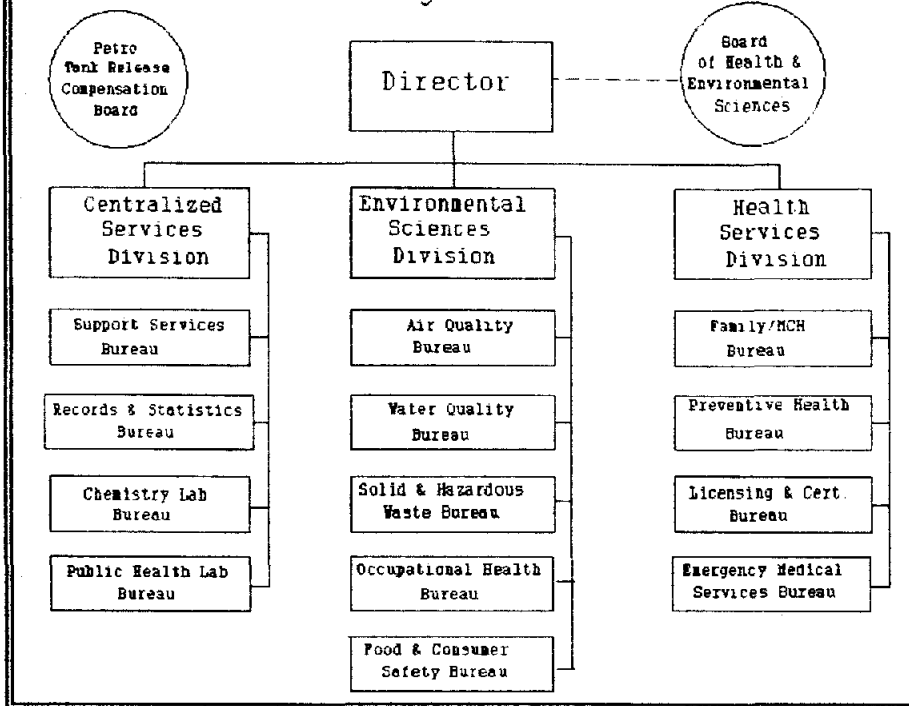 Petro
Tank Release
Compensation
Board
Director
Board
of Health &
Environmental
Sciences
Centralized
Services
Division
Environmental
Sciences
Division
Health
Services
Division
Support Services
Bureau
Air Quality
Bureau
Family/MCH
Bureau
Records & Statistics
Bureau
Water Quality
Bureau
Preventive Health
Bureau
Chemistry Lab
Bureau
Solid & Hazardous
Waste Bureau
Licensing & Cert.
Bureau
Public Health Lab
Bureau
Occupational Health
Bureau
Emergency Medical
Services Bureau
Food & Consumer
Safety Bureau